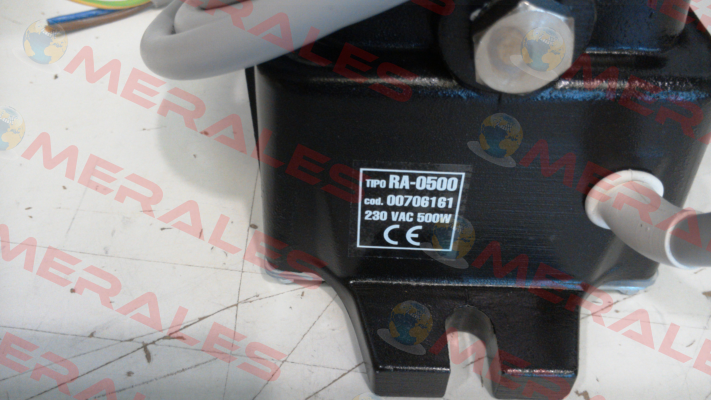 MERALES
MERALES
MERALES
MERALES
TIPO RA-0500
cod. 00706161
230 VAC 500W
CE
MERALES
MERALES